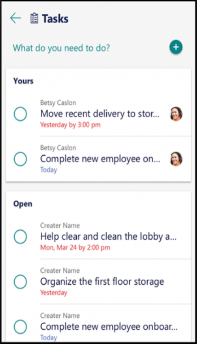 Tasks
What do you need to do?
Yours
Betsy Caslon
Move recent delivery to stor...
Yesterday by 3:00 pm
Betsy Caslon
Complete new employee on...
Today
Open
Creater Name
Help clear and clean the lobby a...
Mon, Mar 24 by 2:00 pm
Creater Name
Organize the first floor storage
Yesterday
Creater Name
Complete new employee onboar...
Today